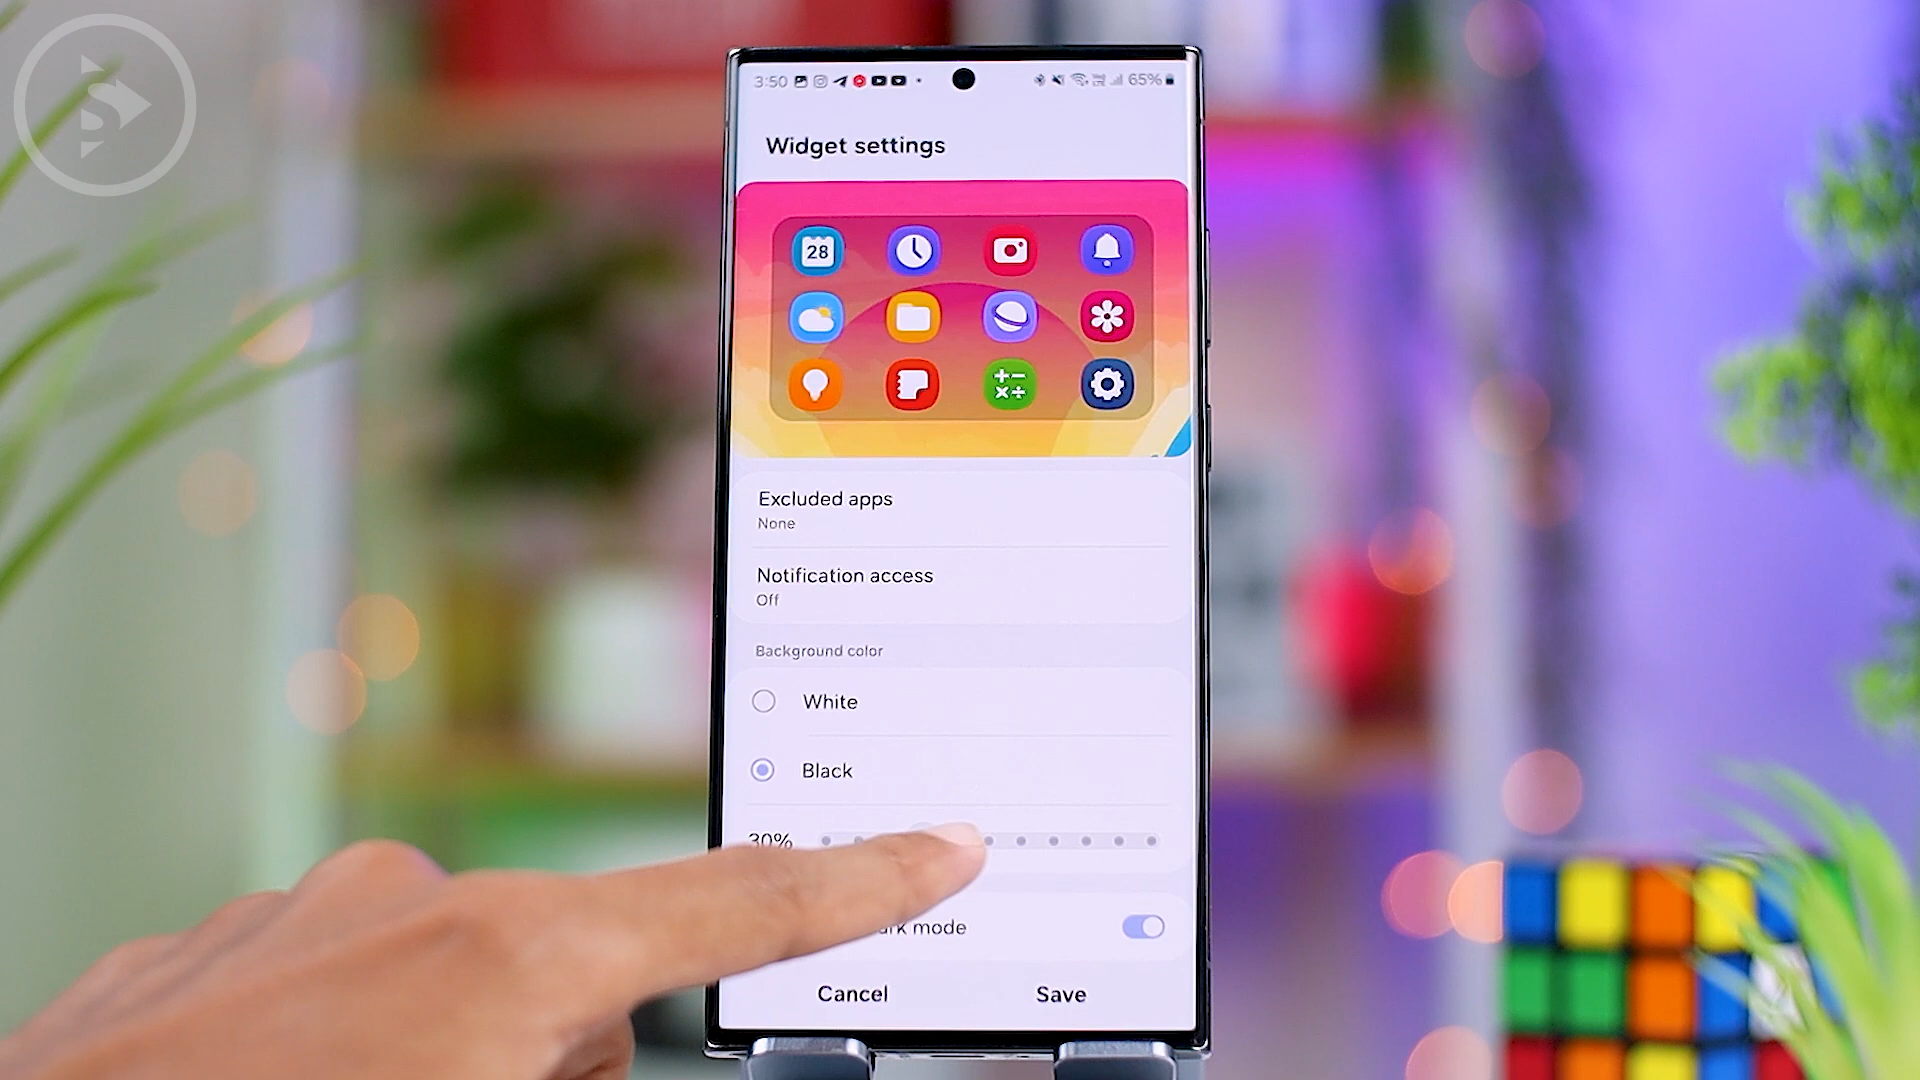 3:50
65%
Widget settings
28
Excluded apps
None
Notification access
Off
Background color
White
Black
30%
mode
Cancel
Save